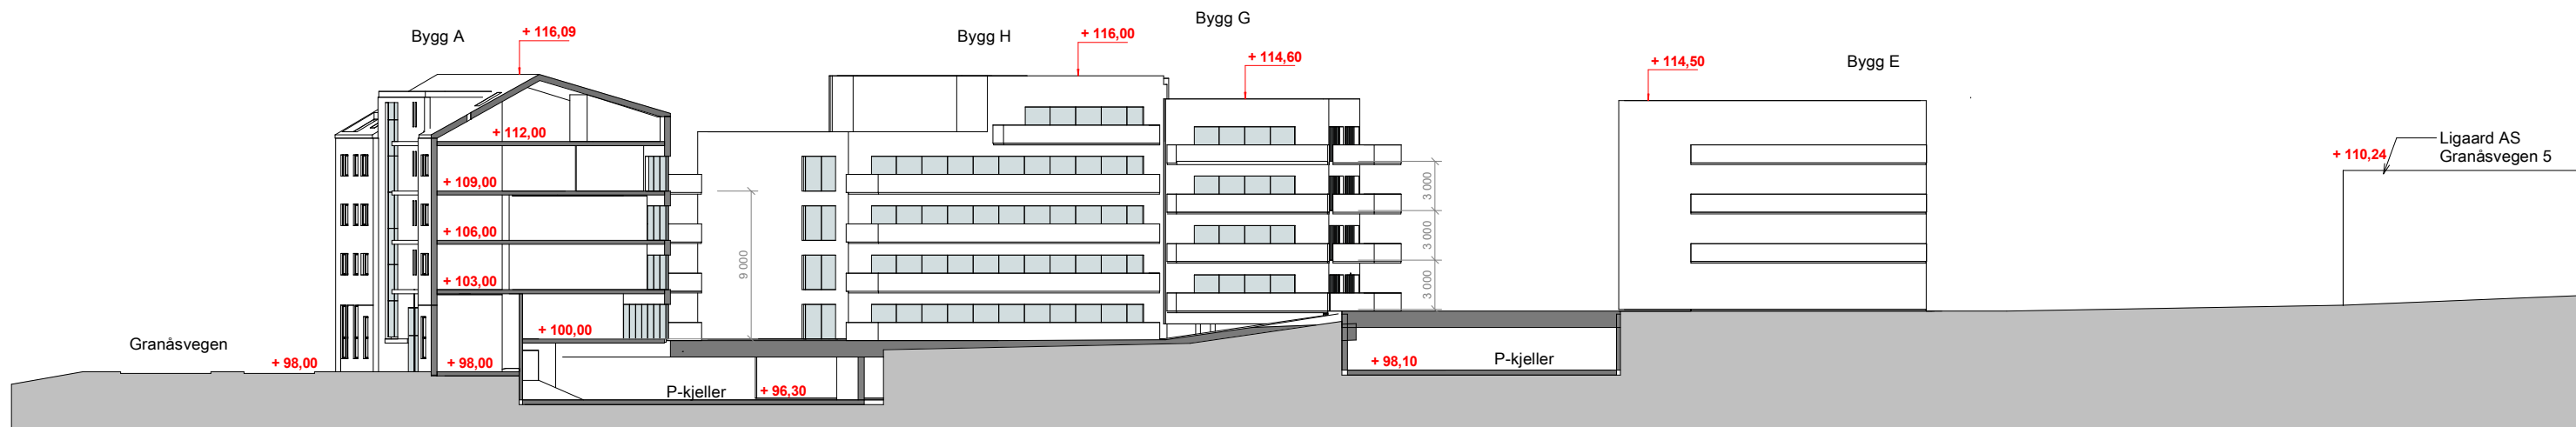 Bygg G
Bygg A
+ 116,09
Bygg H
+ 116,00
+ 114,60
+ 114,50
Bygg E
+ 112,00
Ligaard AS
Granåsvegen 5
+ 110,24
+ 109,00
3 000
+ 106,00
3 000
9 000
+ 103,00
3 000
+ 100,00
Granåsvegen
+ 98,00
+ 98,00
+ 98,10
P-kjeller
P-kjeller
+ 96,30